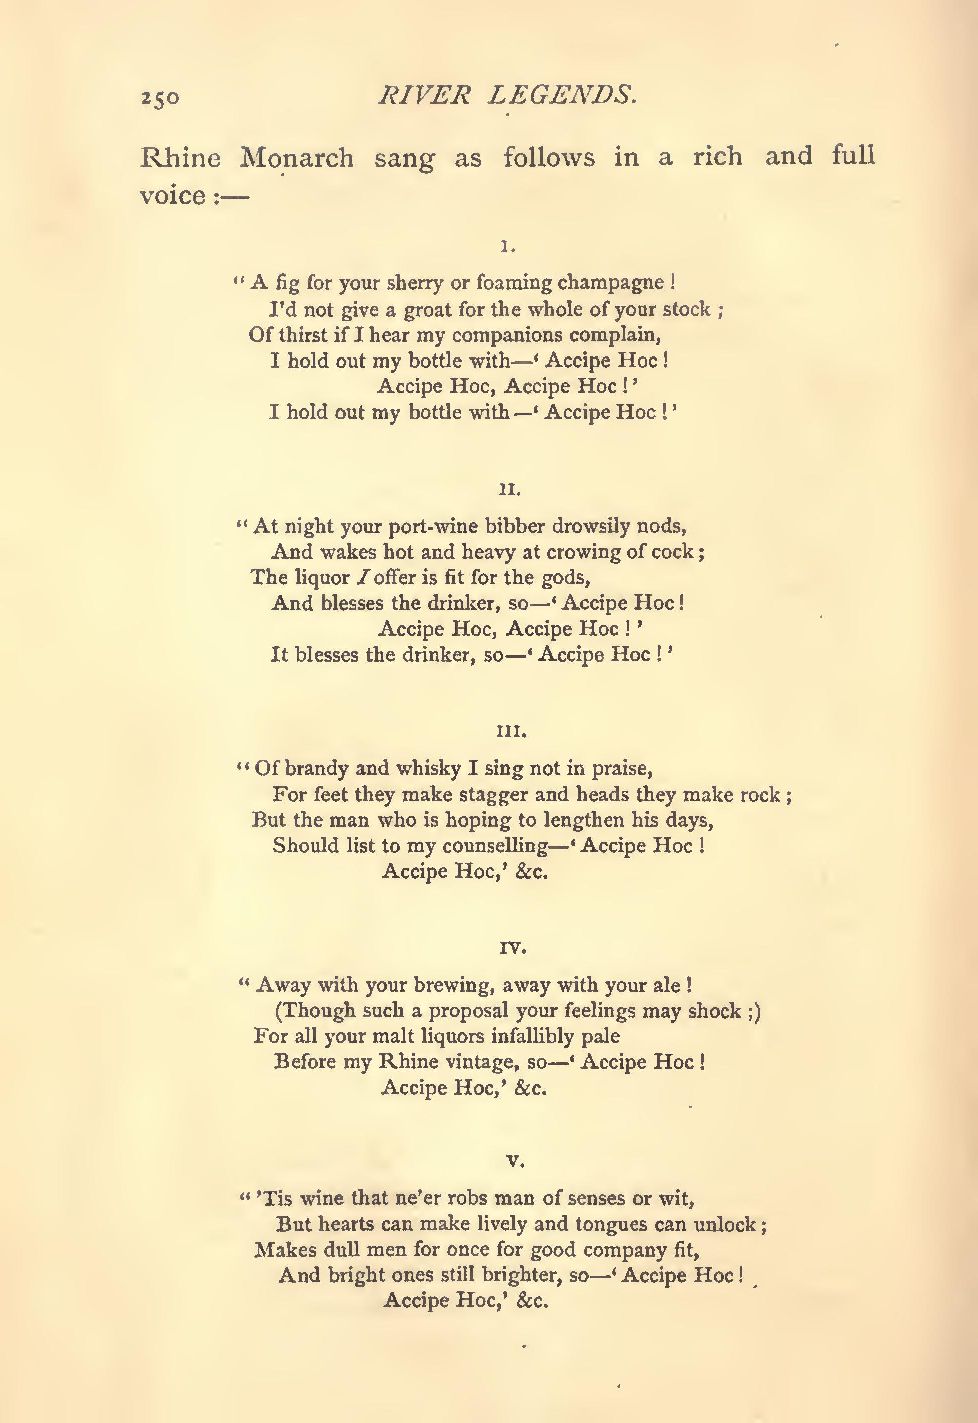 250 RIVER LEGENDS.
Rhine Monarch sang as follows in a rich and full
voice :—
I.
“ A fig for your sherry or foaming champagne !
I’d not give a groat for the whole of your stock ;
Of thirst if I hear my companions complain,
I hold out my bottle with—‘ Accipe Hoc !
Accipe Hoc, Accipe Hoc ! ’
I hold out my bottle with—‘ Accipe Hoc ! ’
II.
“ At night your port-wine bibber drowsily nods,
And wakes hot and heavy at crowing of cock ;
The liquor I offer is fit for the gods,
And blesses the drinker, so—‘ Accipe Hoc !
Accipe Hoc, Accipe Hoc ! ’
It blesses the drinker, so—‘ Accipe Hoc ! ’
III.
“ Of brandy and whisky I sing not in praise,
For feet they make stagger and heads they make rock ;
But the man who is hoping to lengthen his days,
Should list to my counselling—‘ Accipe Hoc !
Accipe Hoc,’ &c.
IV.
“ Away with your brewing, away with your ale !
(Though such a proposal your feelings may shock ;)
For all your malt liquors infallibly pale
Before my Rhine vintage, so—‘ Accipe Hoc !
Accipe Hoc,’ &c.
V.
“ ’Tis wine that ne’er robs man of senses or wit,
But hearts can make lively and tongues can unlock ;
Makes dull men for once for good company fit,
And bright ones still brighter, so—‘ Accipe Hoc !
Accipe Hoc,’ &c.